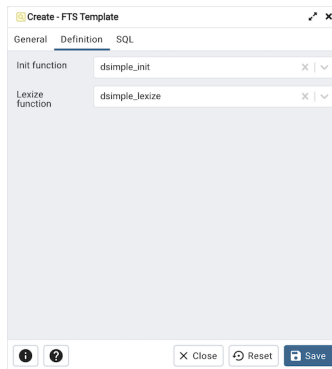 Create - FTS Template
General Definition SQL
Init function dsimple_init
Lexize function dsimple_lexize
Close Reset Save